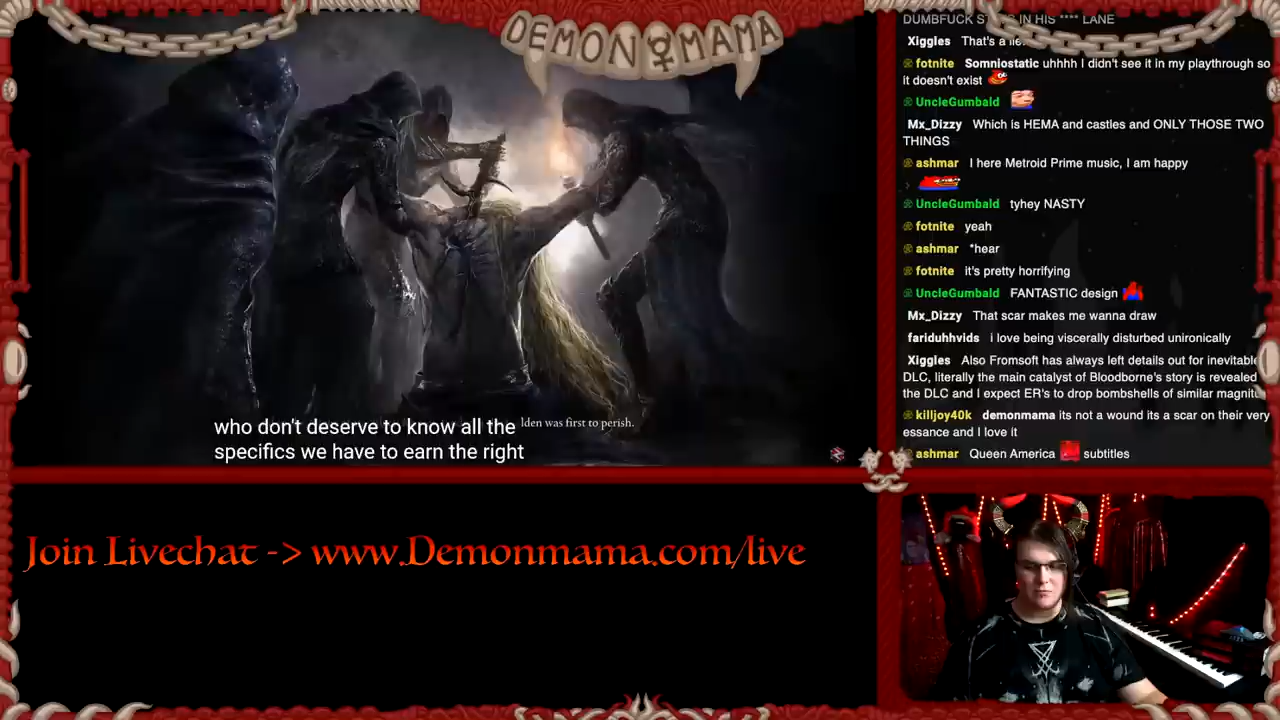 DEMON MAMA
who don't deserve to know all the
lden was first to perish.
specifics we have to earn the right
Join Livechat -> www.Demonmama.com/live
DUMBFUCK IN HIS **** LANE
Xiggles That's a lie.
fotnite Somniostatic uhhhh I didn't see it in my playthrough so
it doesn't exist
UncleGumbald
Mx_Dizzy Which is HEMA and castles and ONLY THOSE TWO
THINGS
ashmar I here Metroid Prime music, I am happy
UncleGumbald tyhey NASTY
fotnite yeah
ashmar *hear
fotnite it's pretty horrifying
UncleGumbald FANTASTIC design
Mx_Dizzy That scar makes me wanna draw
fariduhhvids i love being viscerally disturbed unironically
Xiggles Also Fromsoft has always left details out for inevitable
DLC, literally the main catalyst of Bloodborne's story is revealed
the DLC and I expect ER's to drop bombshells of similar magnitu
killjoy40k demonmama its not a wound its a scar on their very
essance and I love it
ashmar Queen America subtitles